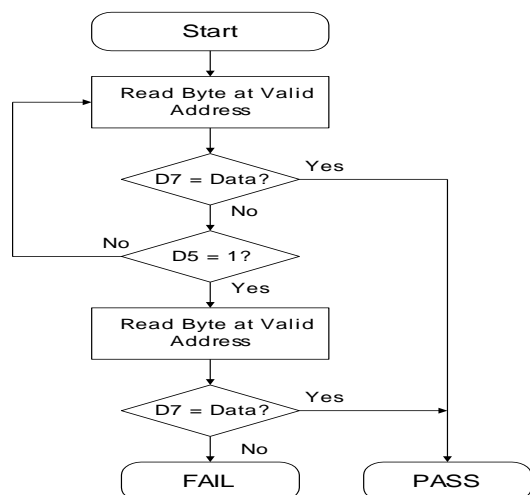 Start
Read Byte at Valid
Address
D7 = Data?
Yes
No
D5 = 1?
No
Yes
Read Byte at Valid
Address
D7 = Data?
Yes
No
FAIL
PASS